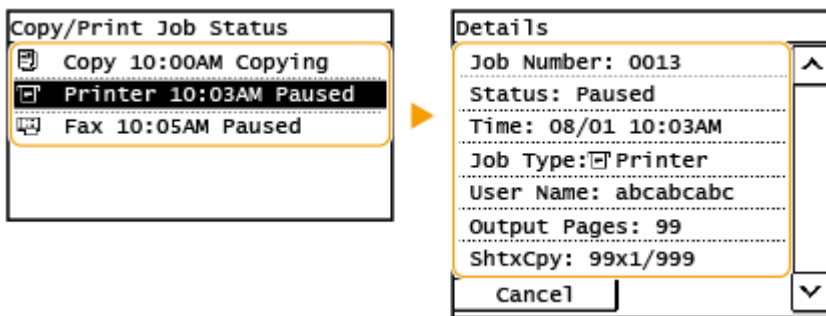 Copy/Print Job Status
Copy 10:00AM Copying
Printer 10:03AM Paused
Fax 10:05AM Paused
Details
Job Number: 0013
Status: Paused
Time: 08/01 10:03AM
Job Type: Printer
User Name: abcabcabc
Output Pages: 99
ShtxCpy: 99x1/999
Cancel